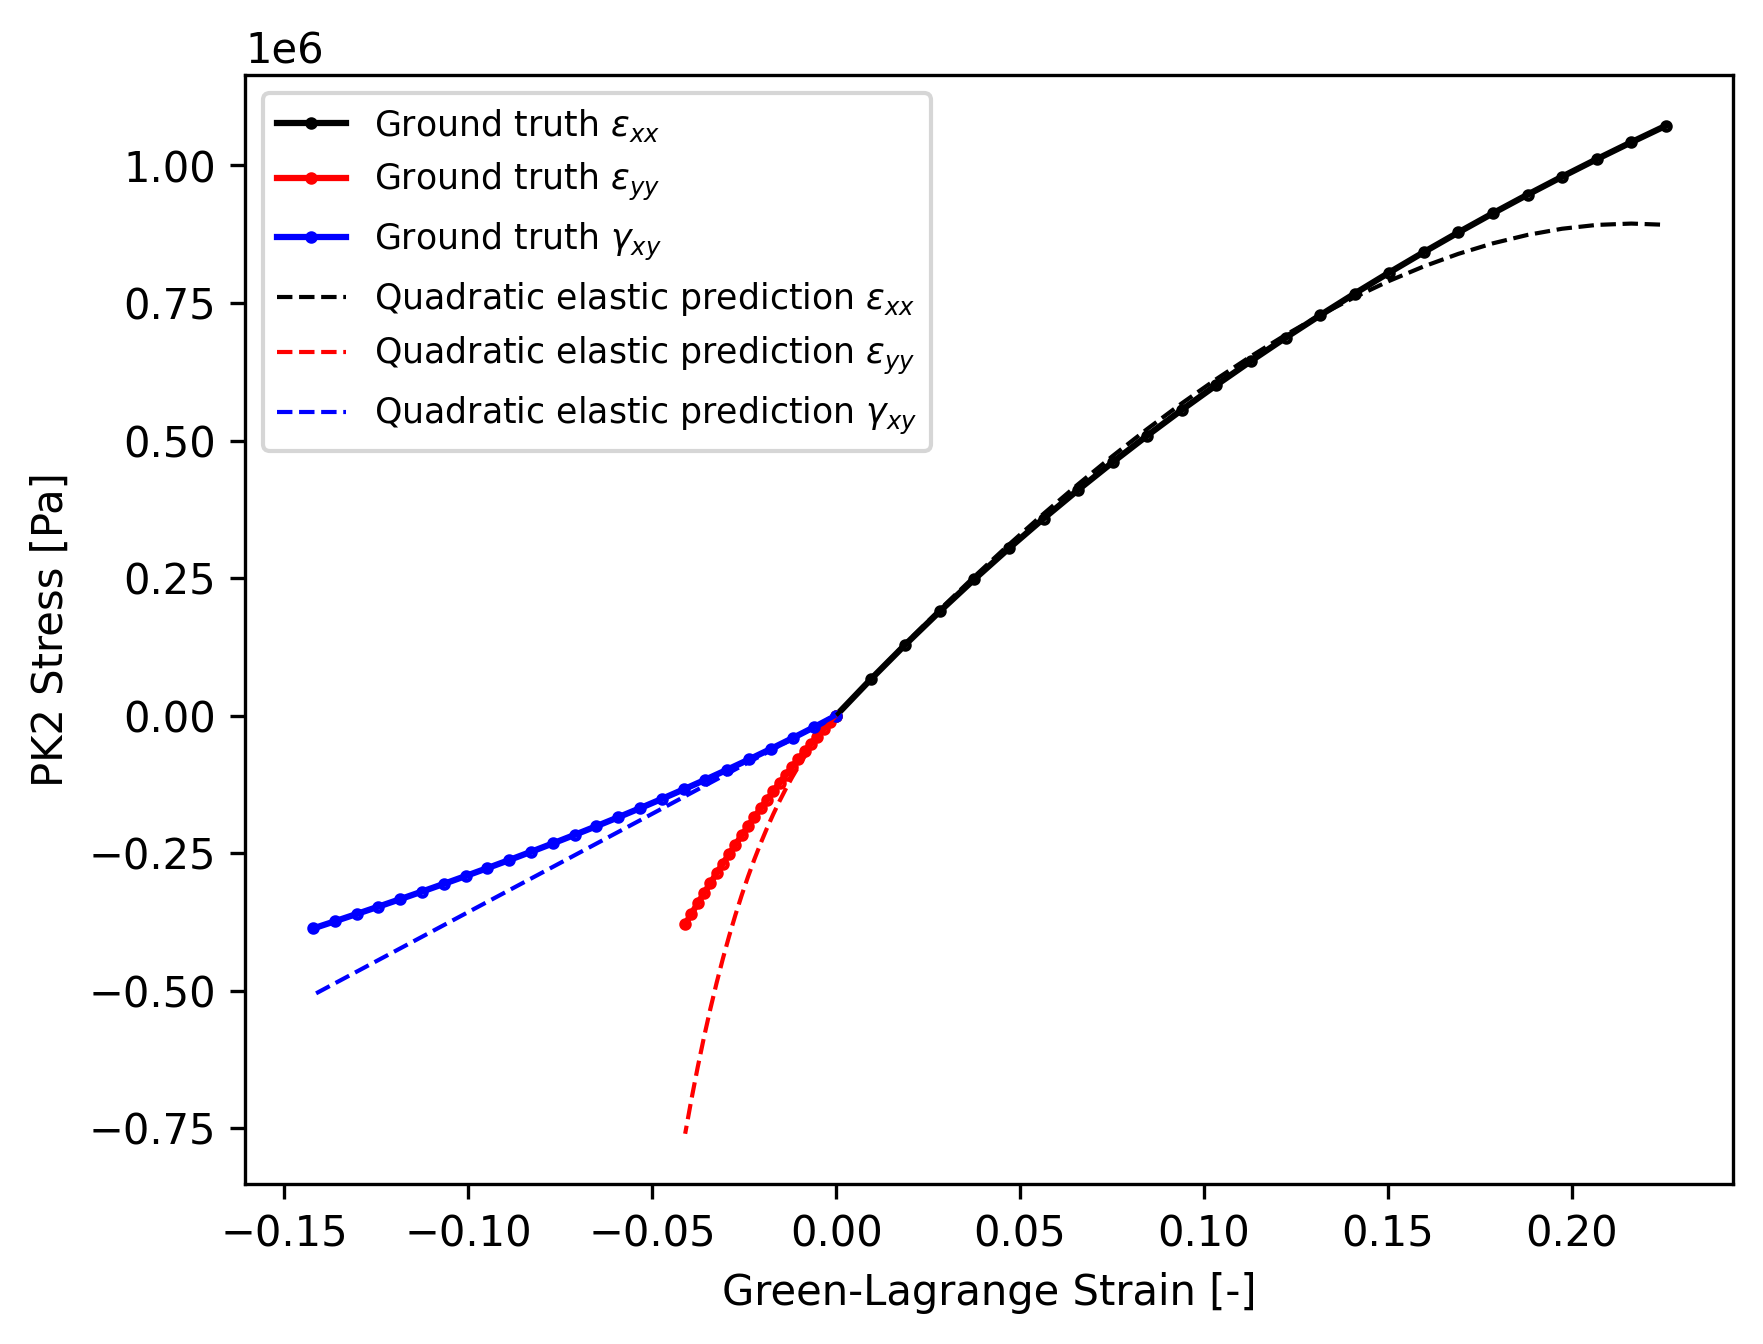 1e6
Ground truth εxx
Ground truth εyy
Ground truth γxy
Quadratic elastic prediction εxx
Quadratic elastic prediction εyy
Quadratic elastic prediction γxy
1.00
0.75
0.50
0.25
0.00
−0.25
−0.50
−0.75
PK2 Stress [Pa]
−0.15 −0.10 −0.05 0.00 0.05 0.10 0.15 0.20
Green-Lagrange Strain [-]